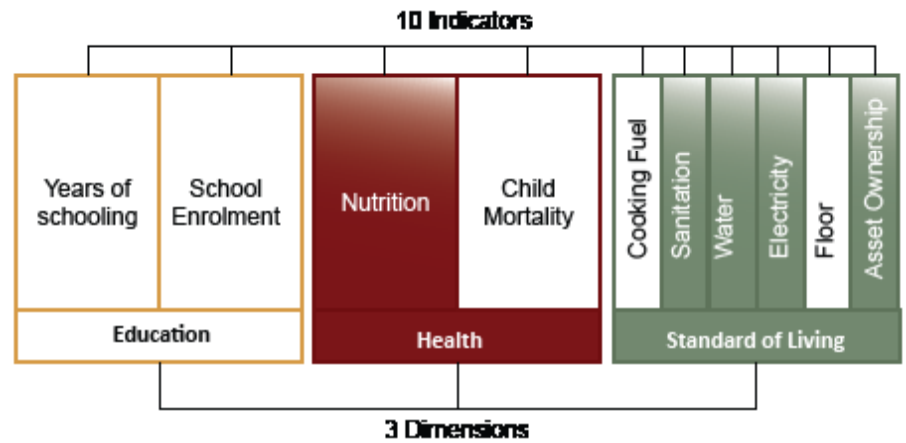 10 Indicators
Years of
schooling
School
Enrolment
Nutrition
Child
Mortality
Cooking Fuel
Sanitation
Water
Electricity
Floor
Asset Ownership
Education
Health
Standard of Living
3 Dimensions